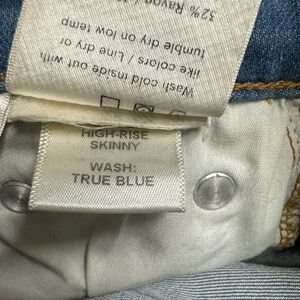 32% Rayon /
Wash cold inside out with
like colors / Line dry or
tumble dry on low temp
HIGH-RISE
SKINNY
WASH:
TRUE BLUE